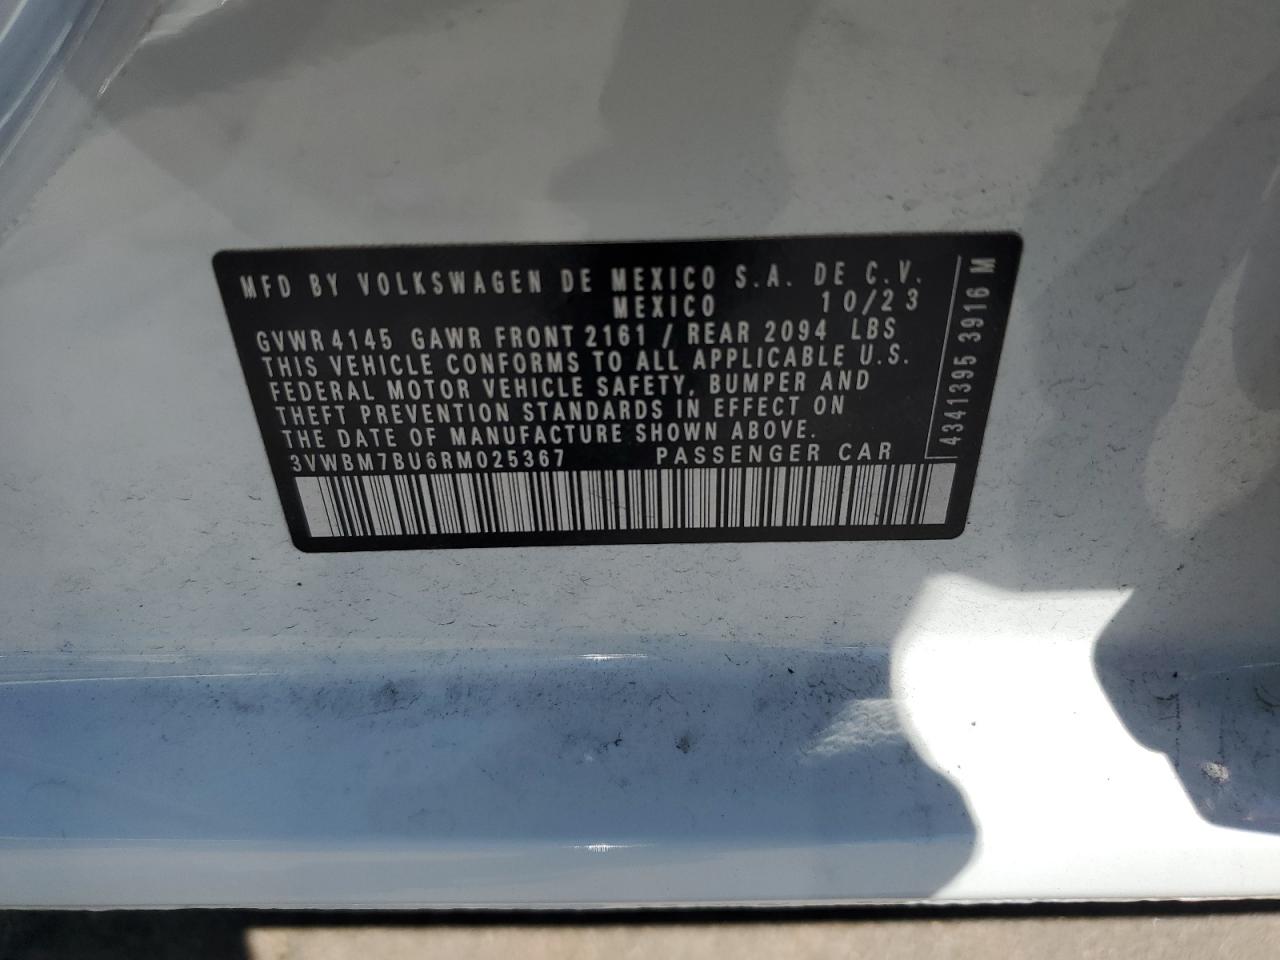 MFD BY VOLKSWAGEN DE MEXICO S.A. DE C.V.
MEXICO 10/23
GVWR 4145 GAWR FRONT 2161 / REAR 2094 LBS
THIS VEHICLE CONFORMS TO ALL APPLICABLE U.S.
FEDERAL MOTOR VEHICLE SAFETY, BUMPER AND
THEFT PREVENTION STANDARDS IN EFFECT ON
THE DATE OF MANUFACTURE SHOWN ABOVE.
3VWBM7BU6RM025367 PASSENGER CAR
4341395 3916 M